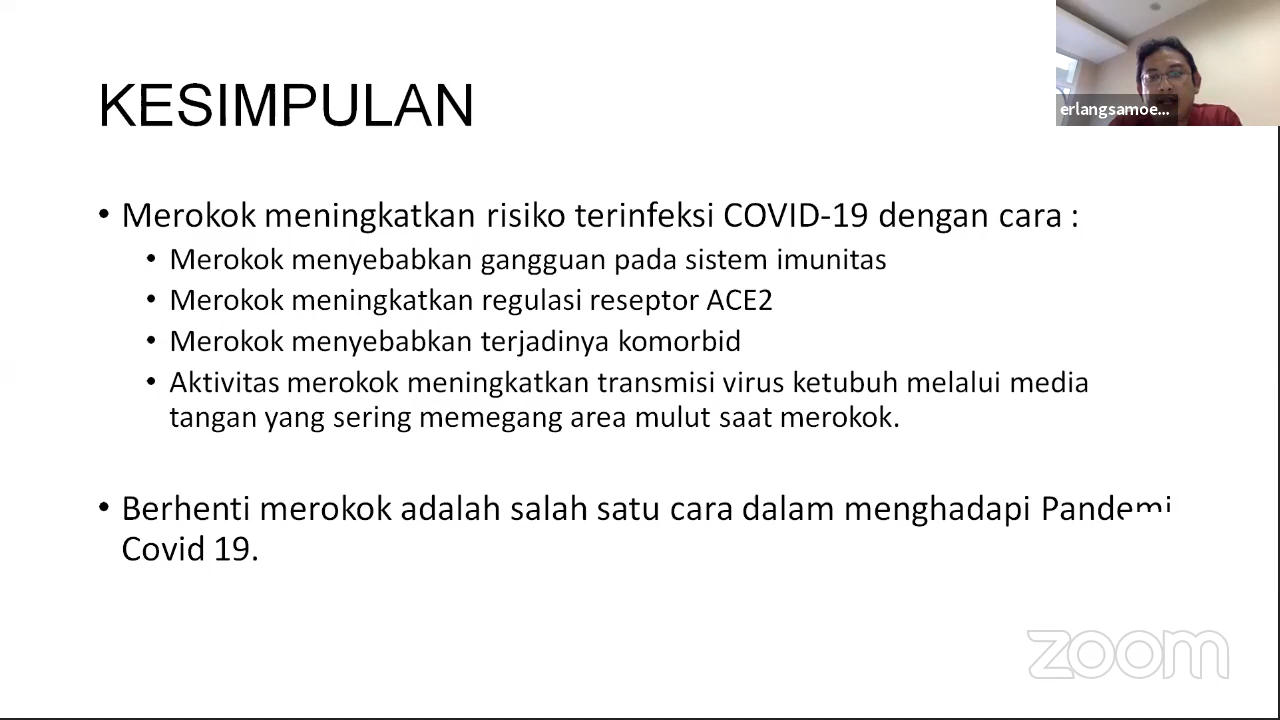 KESIMPULAN
erlangsamoe...
• Merokok meningkatkan risiko terinfeksi COVID-19 dengan cara :
• Merokok menyebabkan gangguan pada sistem imunitas
• Merokok meningkatkan regulasi reseptor ACE2
• Merokok menyebabkan terjadinya komorbid
• Aktivitas merokok meningkatkan transmisi virus ketubuh melalui media
tangan yang sering memegang area mulut saat merokok.
• Berhenti merokok adalah salah satu cara dalam menghadapi Pandemi
Covid 19.
zoom